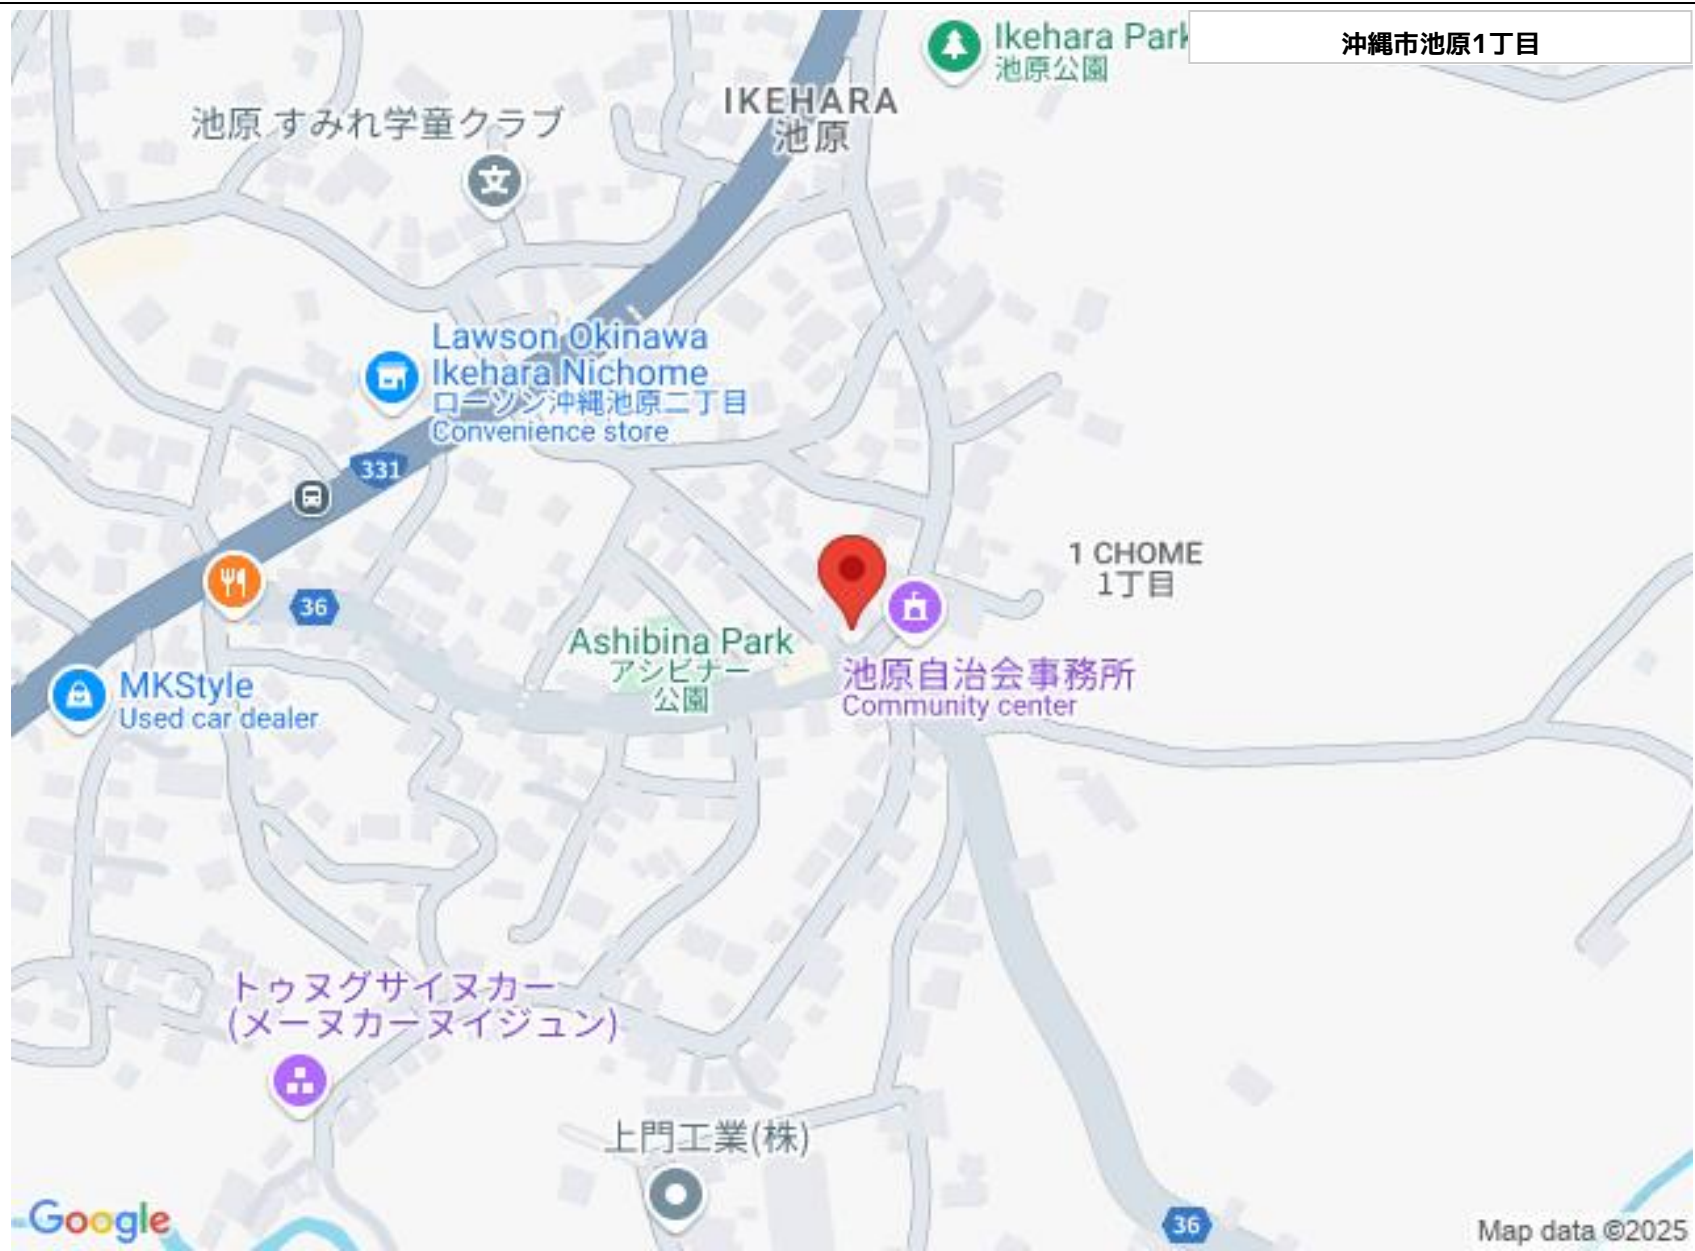 Ikehara Park
池原公園
沖縄市池原1丁目
IKEHARA
池原
池原 すみれ学童クラブ
Lawson Okinawa
Ikehara Nichome
ローソン沖縄池原二丁目
Convenience store
331
36
1 CHOME
1丁目
Ashibina Park
アシビナー
公園
池原自治会事務所
Community center
MKStyle
Used car dealer
トゥヌグサイヌカー
(メーヌカーヌイジュン)
上門工業(株)
36
Google
Map data ©2025